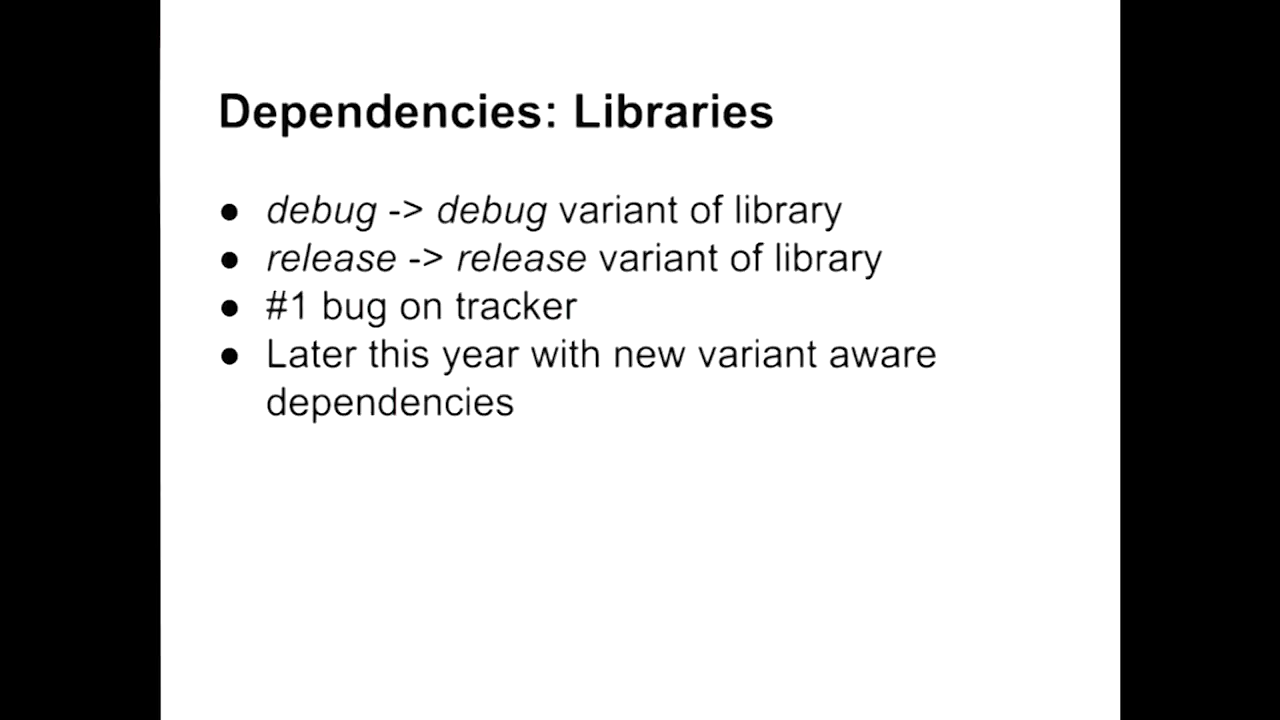 Dependencies: Libraries
● debug -> debug variant of library
● release -> release variant of library
● #1 bug on tracker
● Later this year with new variant aware
dependencies